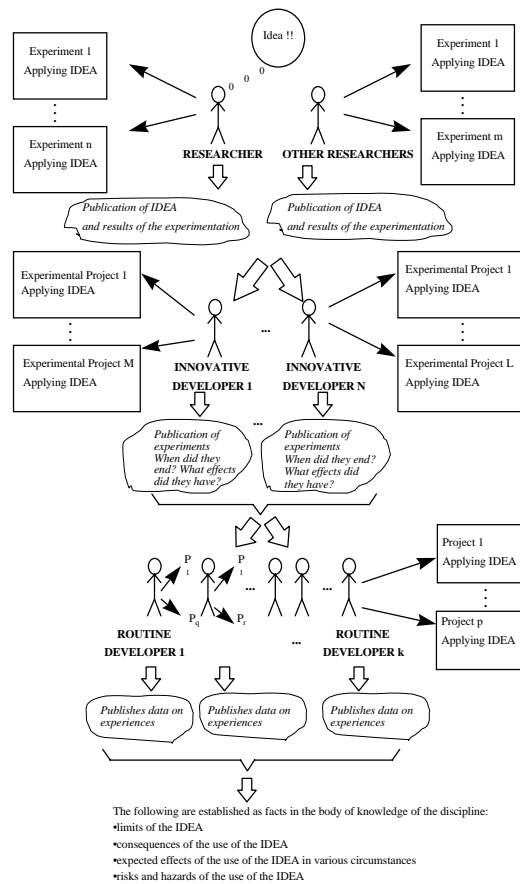 Idea !!
o o o
Experiment 1
Applying IDEA
Experiment n
Applying IDEA
Experiment 1
Applying IDEA
Experiment m
Applying IDEA
RESEARCHER
OTHER RESEARCHERS
Publication of IDEA
and results of the experimentation
Publication of IDEA
and results of the experimentation
Experimental Project 1
Applying IDEA
Experimental Project M
Applying IDEA
...
Experimental Project 1
Applying IDEA
Experimental Project L
Applying IDEA
INNOVATIVE
DEVELOPER 1
INNOVATIVE
DEVELOPER N
...
Publication of
experiments
When did they
end? What effects
did they have?
Publication of
experiments
When did they end?
What effects did
they have?
P1
Pq
P1
Pr
...
...
Project 1
Applying IDEA
Project p
Applying IDEA
ROUTINE
DEVELOPER 1
...
ROUTINE
DEVELOPER k
Publishes data on
experiences
Publishes data on
experiences
Publishes data on
experiences
The following are established as facts in the body of knowledge of the discipline:
•limits of the IDEA
•consequences of the use of the IDEA
•expected effects of the use of the IDEA in various circumstances
•risks and hazards of the use of the IDEA